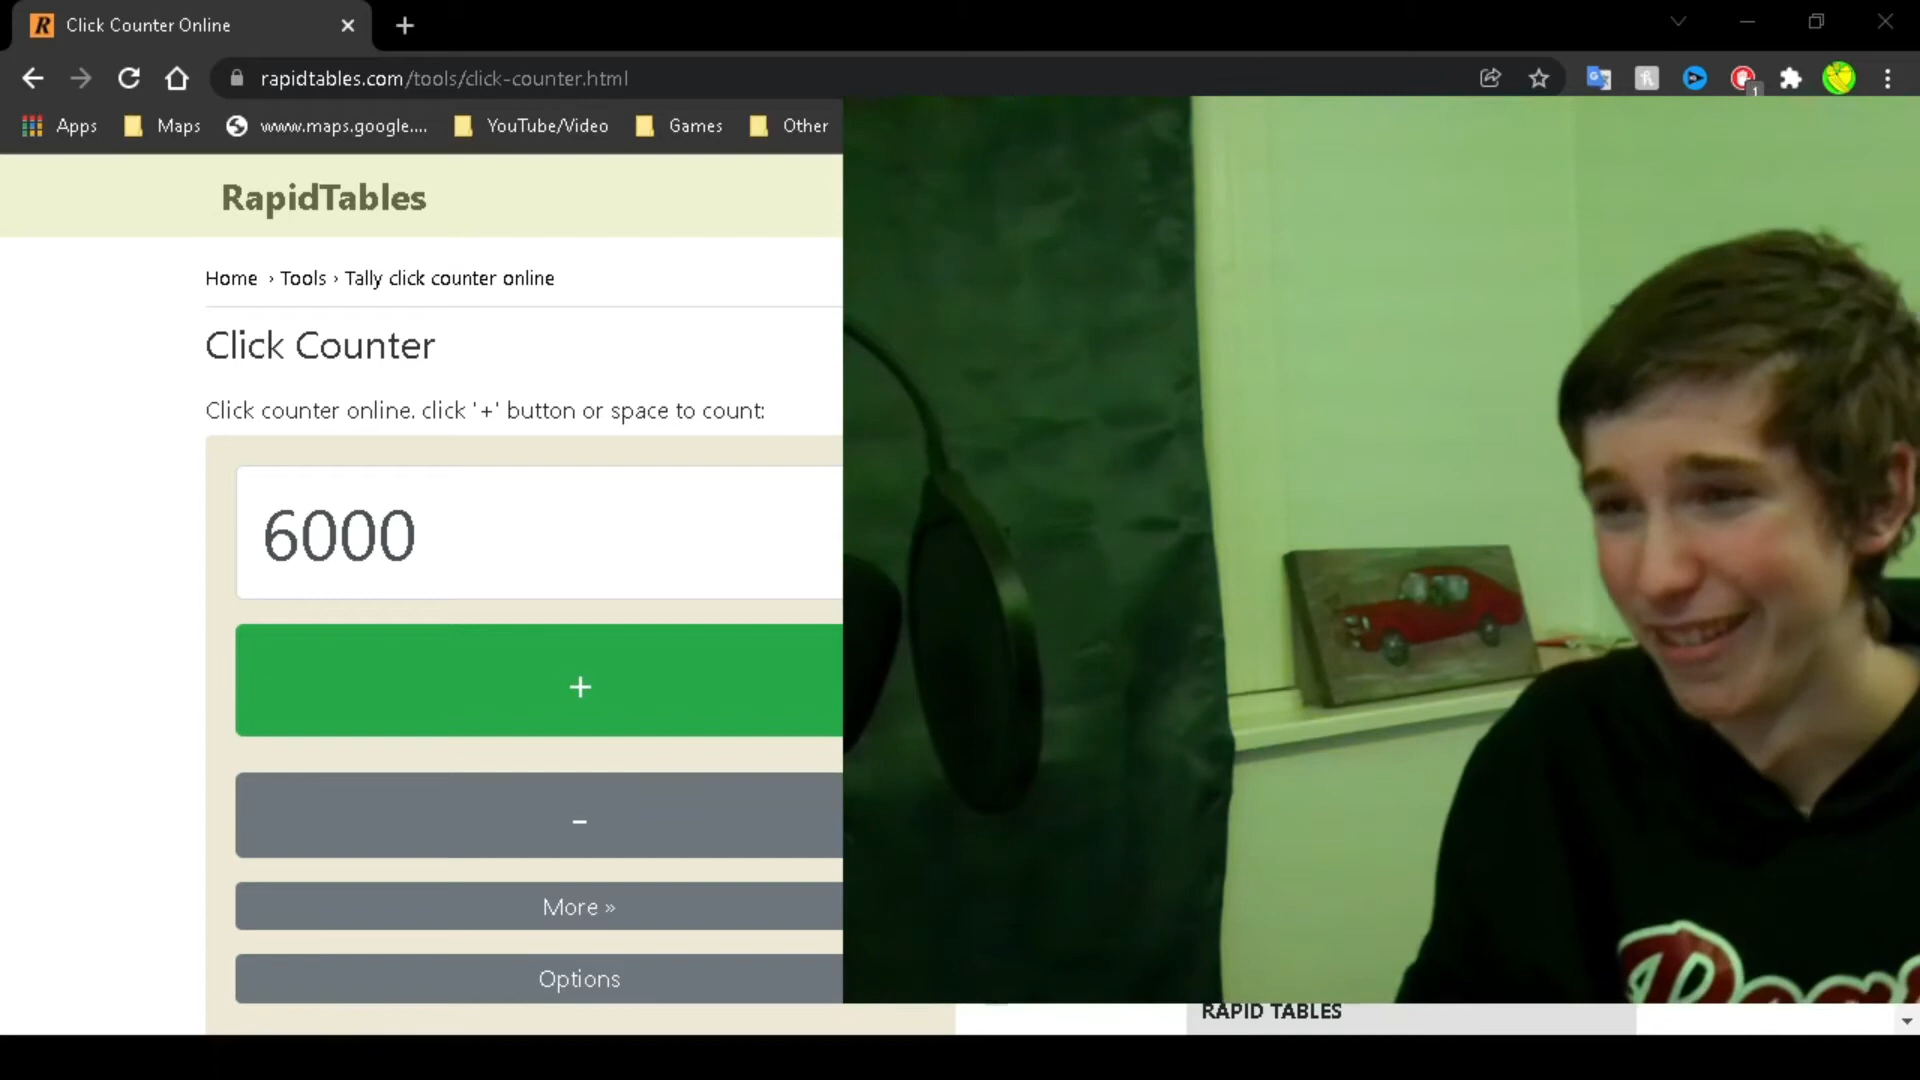 Click Counter Online
rapidtables.com/tools/click-counter.html
1
Apps Maps www.maps.google.... YouTube/Video Games Other
RapidTables
Home › Tools › Tally click counter online
Click Counter
Click counter online. click '+' button or space to count:
6000
+
-
More »
Options
RAPID TABLES